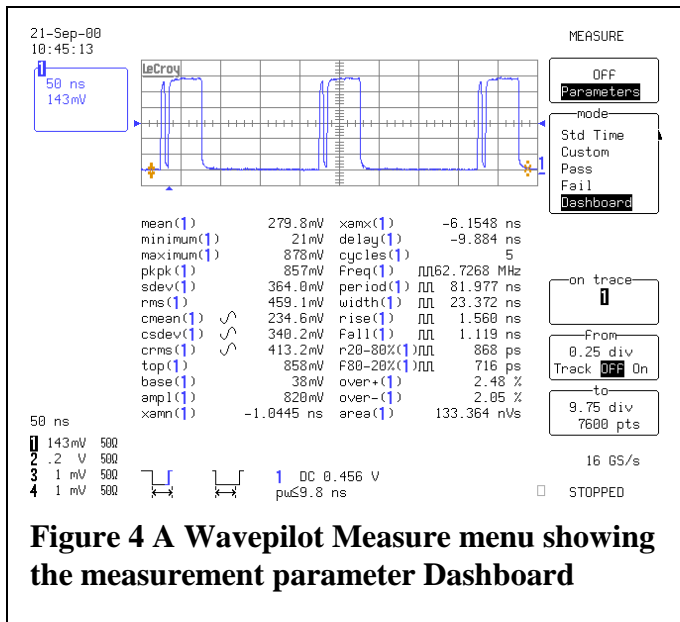 21-Sep-00
10:45:13
1
50 ns
143mV
LeCroy
1
MEASURE
OFF
Parameters
mode
Std Time
Custom
Pass
Fail
Dashboard
on trace
1
from
0.25 div
Track OFF On
to
9.75 div
7600 pts
16 GS/s
STOPPED
mean(1) 279.8mV xamx(1) -6.1548 ns
minimum(1) 21mV delay(1) -9.884 ns
maximum(1) 878mV cycles(1) 5
pkpk(1) 857mV freq(1) 62.7268 MHz
sdev(1) 364.0mV period(1) 81.977 ns
rms(1) 459.1mV width(1) 23.372 ns
cmean(1) 234.6mV rise(1) 1.560 ns
csdev(1) 340.2mV fall(1) 1.119 ns
crms(1) 413.2mV r20-80%(1) 868 ps
top(1) 858mV f80-20%(1) 716 ps
base(1) 38mV over+(1) 2.48 %
ampl(1) 820mV over-(1) 2.05 %
xamn(1) -1.0445 ns area(1) 133.364 nVs
50 ns
1 143mV 50Ω
2 .2 V 50Ω
3 1 mV 50Ω
4 1 mV 50Ω
1 DC 0.456 V
pw≤9.8 ns
Figure 4 A Wavepilot Measure menu showing
the measurement parameter Dashboard